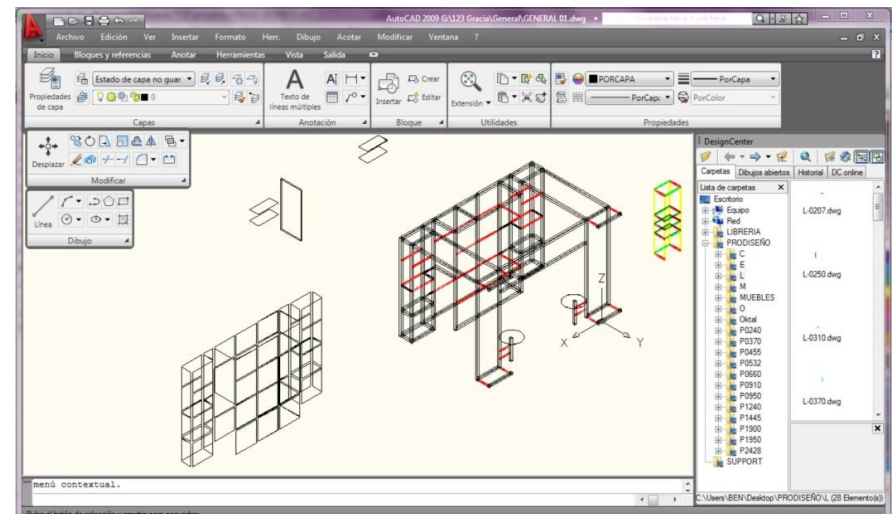 AutoCAD 2009 G:\123 Gracia\General\GENERAL 01.dwg
Archivo Edición Ver Insertar Formato Herr. Dibujo Acotar Modificar Ventana ?
Inicio Bloques y referencias Anotar Herramientas Vista Salida
Estado de capa no guar
Propiedades de capa
0
Capas
A
Texto de líneas múltiples
Anotación
Insertar
Crear
Editar
Bloque
Extensión
Utilidades
PORCAPA
PorCapa
PorCapa
PorColor
Propiedades
Desplazar
Modificar
Línea
Dibujo
Z
X
Y
DesignCenter
Carpetas Dibujos abiertos Historial DC online
Lista de carpetas X
Escritorio
Equipo
Red
LIBRERIA
PRODISEÑO
C
E
L
M
MUEBLES
O
Oktal
P0240
P0370
P0455
P0532
P0660
P0910
P0950
P1240
P1445
P1900
P1950
P2428
SUPPORT
L-0207.dwg
L-0250.dwg
L-0310.dwg
L-0370.dwg
C:\Users\BEN\Desktop\PRODISEÑO\L (28 Elemento(s))
menú contextual.